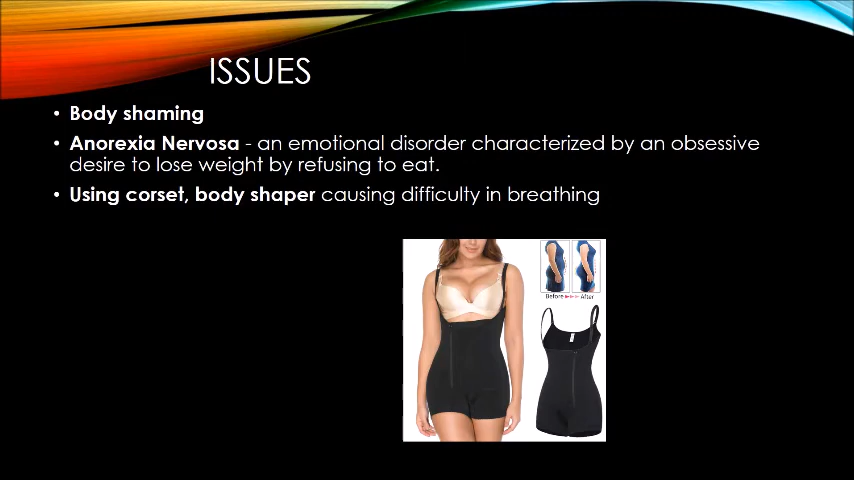 ISSUES
• Body shaming
• Anorexia Nervosa - an emotional disorder characterized by an obsessive
desire to lose weight by refusing to eat.
• Using corset, body shaper causing difficulty in breathing
Before After